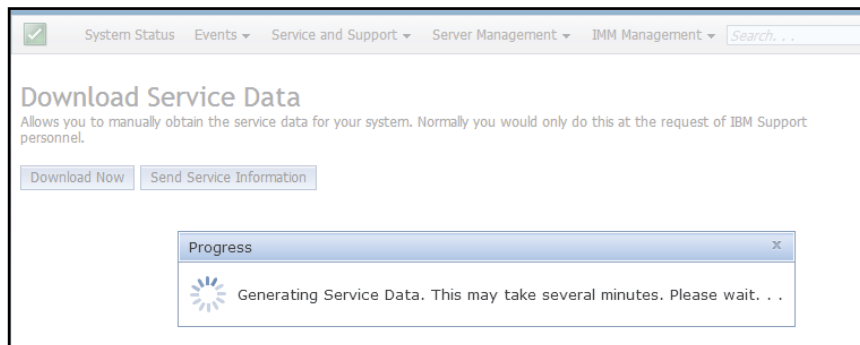 System Status Events Service and Support Server Management IMM Management Search. . .
Download Service Data
Allows you to manually obtain the service data for your system. Normally you would only do this at the request of IBM Support
personnel.
Download Now Send Service Information
Progress x
Generating Service Data. This may take several minutes. Please wait. . .